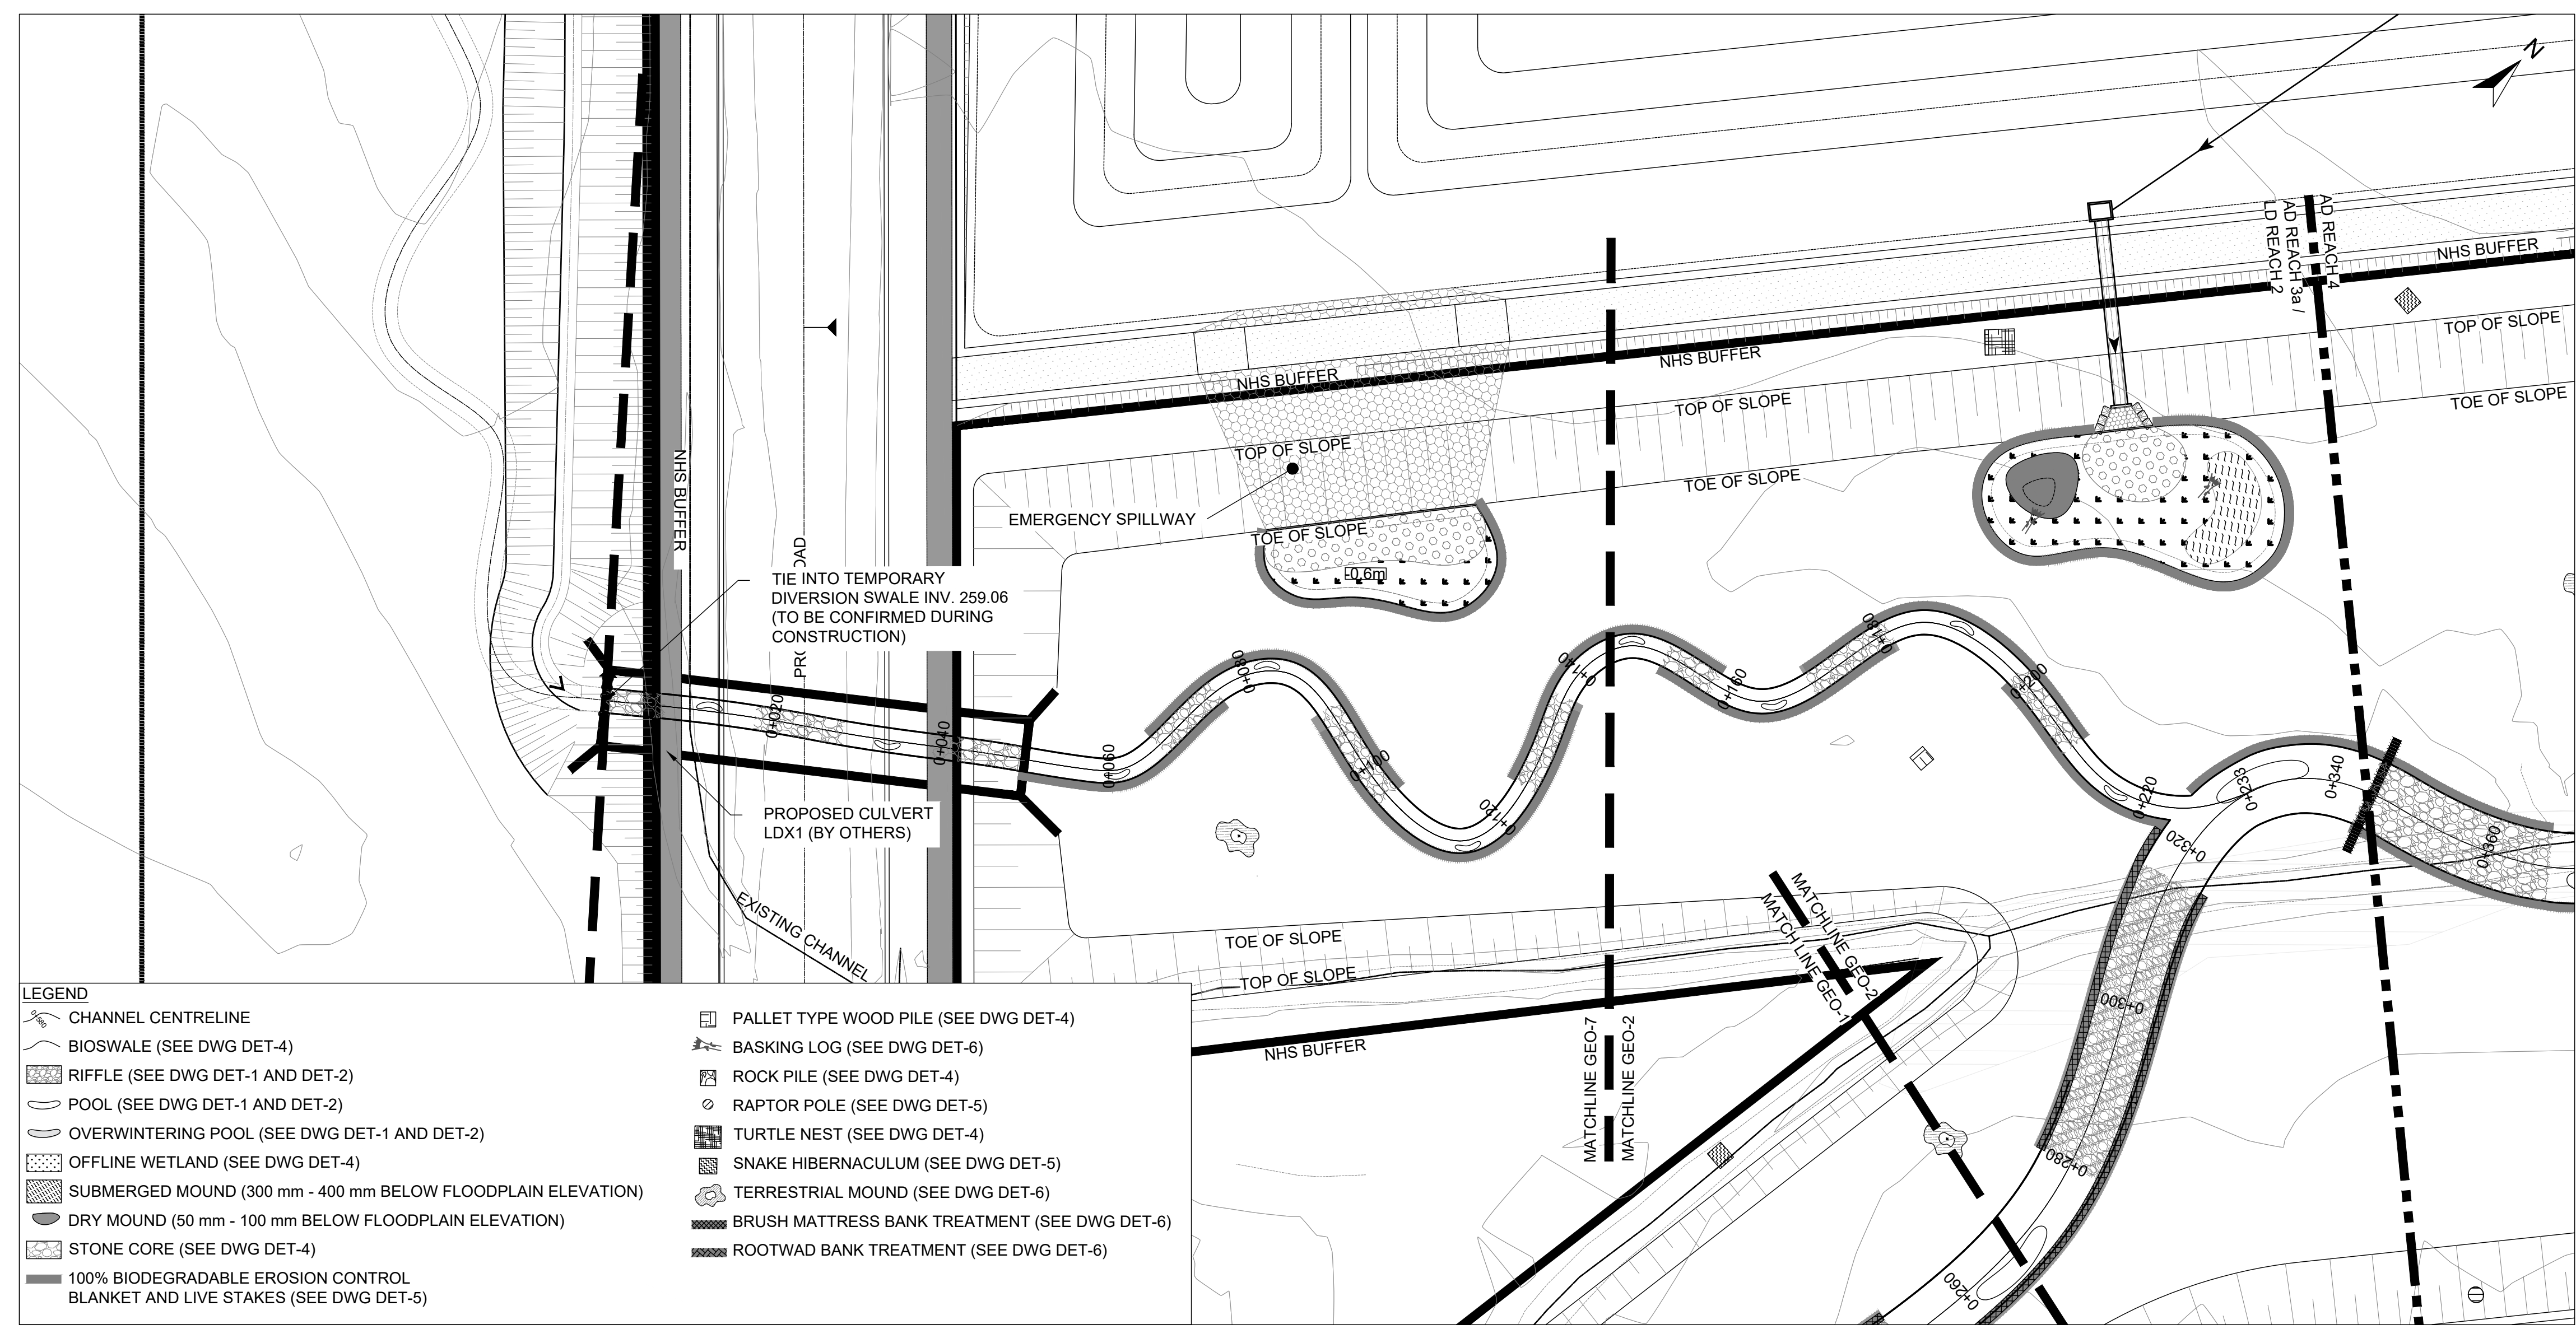 N
AD REACH 4
AD REACH 3a /
LD REACH 2
NHS BUFFER
TOP OF SLOPE
TOE OF SLOPE
NHS BUFFER
TOP OF SLOPE
TOE OF SLOPE
NHS BUFFER
TOP OF SLOPE
EMERGENCY SPILLWAY
TOE OF SLOPE
-0.6m
NHS BUFFER
TIE INTO TEMPORARY
DIVERSION SWALE INV. 259.06
(TO BE CONFIRMED DURING
CONSTRUCTION)
PROPOSED CULVERT
LDX1 (BY OTHERS)
EXISTING CHANNEL
0+020
0+040
0+060
0+080
0+100
0+120
0+140
0+160
0+180
0+200
0+220
0+233
0+340
0+360
0+320
0+300
0+280
0+260
TOE OF SLOPE
TOP OF SLOPE
NHS BUFFER
MATCHLINE GEO-7
MATCHLINE GEO-2
MATCHLINE GEO-2
MATCH LINE GEO-1
LEGEND
0+580
CHANNEL CENTRELINE
BIOSWALE (SEE DWG DET-4)
RIFFLE (SEE DWG DET-1 AND DET-2)
POOL (SEE DWG DET-1 AND DET-2)
OVERWINTERING POOL (SEE DWG DET-1 AND DET-2)
OFFLINE WETLAND (SEE DWG DET-4)
SUBMERGED MOUND (300 mm - 400 mm BELOW FLOODPLAIN ELEVATION)
DRY MOUND (50 mm - 100 mm BELOW FLOODPLAIN ELEVATION)
STONE CORE (SEE DWG DET-4)
100% BIODEGRADABLE EROSION CONTROL
BLANKET AND LIVE STAKES (SEE DWG DET-5)
PALLET TYPE WOOD PILE (SEE DWG DET-4)
BASKING LOG (SEE DWG DET-6)
ROCK PILE (SEE DWG DET-4)
RAPTOR POLE (SEE DWG DET-5)
TURTLE NEST (SEE DWG DET-4)
SNAKE HIBERNACULUM (SEE DWG DET-5)
TERRESTRIAL MOUND (SEE DWG DET-6)
BRUSH MATTRESS BANK TREATMENT (SEE DWG DET-6)
ROOTWAD BANK TREATMENT (SEE DWG DET-6)